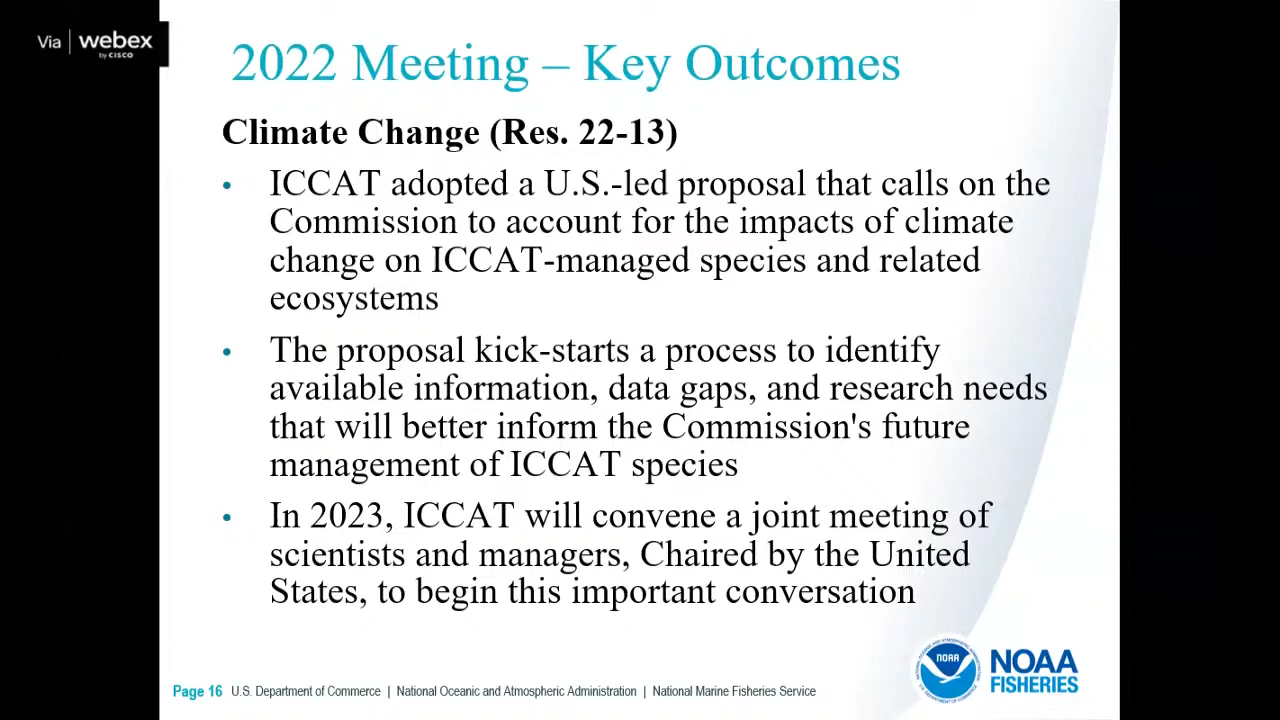 Via webex
by CISCO
2022 Meeting – Key Outcomes
Climate Change (Res. 22-13)
• ICCAT adopted a U.S.-led proposal that calls on the
Commission to account for the impacts of climate
change on ICCAT-managed species and related
ecosystems
• The proposal kick-starts a process to identify
available information, data gaps, and research needs
that will better inform the Commission's future
management of ICCAT species
• In 2023, ICCAT will convene a joint meeting of
scientists and managers, Chaired by the United
States, to begin this important conversation
NOAA
NOAA
FISHERIES
Page 16 U.S. Department of Commerce | National Oceanic and Atmospheric Administration | National Marine Fisheries Service